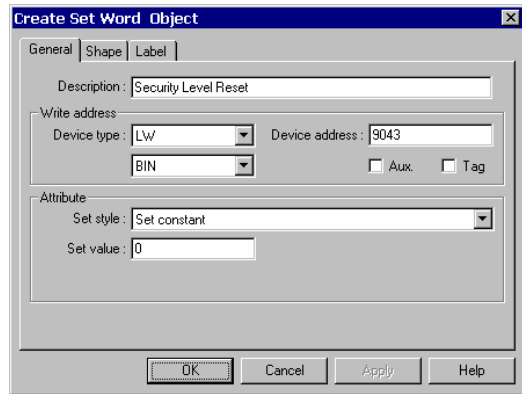 Create Set Word Object
General Shape Label
Description : Security Level Reset
Write address
Device type : LW Device address : 9043
BIN Aux. Tag
Attribute
Set style : Set constant
Set value : 0
OK Cancel Apply Help